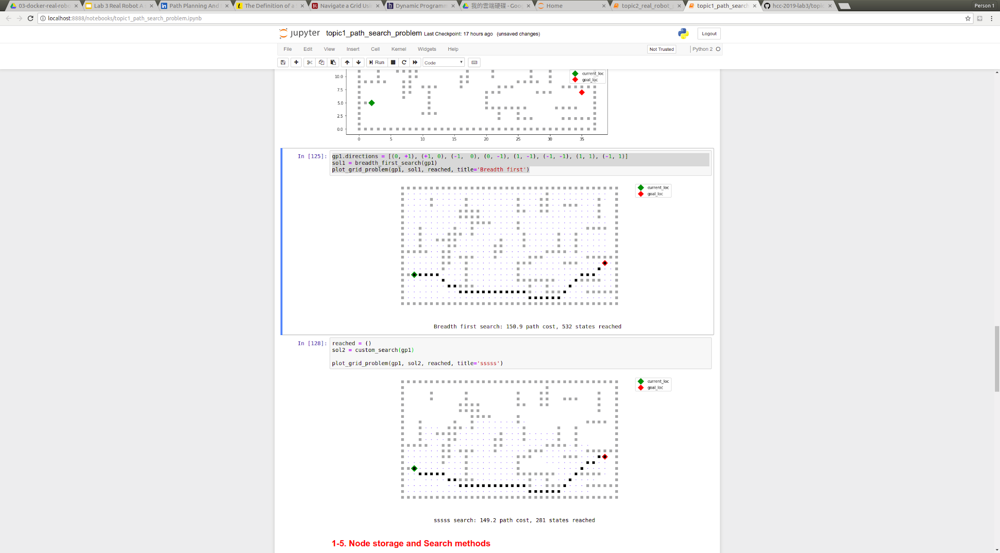 03-docker-real-robo
Lab 3 Real Robot A s
Path Planning And
The Definition of a
Navigate a Grid Usi
Dynamic Programm
我的雲端硬碟 - Goo
Home
topic2_real_robot_
topic1_path_search
hcc-2019-lab3/topic
Person 1
localhost:8888/notebooks/topic1_path_search_problem.ipynb
jupyter topic1_path_search_problem Last Checkpoint: 17 hours ago (unsaved changes)
Logout
File Edit View Insert Cell Kernel Widgets Help
Not Trusted
Python 2
Run
Code
current_loc
goal_loc
10.0
7.5
5.0
2.5
0.0
0 5 10 15 20 25 30 35
In [125]:
gp1.directions = [(0, +1), (+1, 0), (-1,  0), (0, -1), (1, -1), (-1, -1), (1, 1), (-1, 1)]
sol1 = breadth_first_search(gp1)
plot_grid_problem(gp1, sol1, reached, title='Breadth first')
current_loc
goal_loc
Breadth first search: 150.9 path cost, 532 states reached
In [128]:
reached = ()
sol2 = custom_search(gp1)
plot_grid_problem(gp1, sol2, reached, title='sssss')
current_loc
goal_loc
sssss search: 149.2 path cost, 281 states reached
1-5. Node storage and Search methods